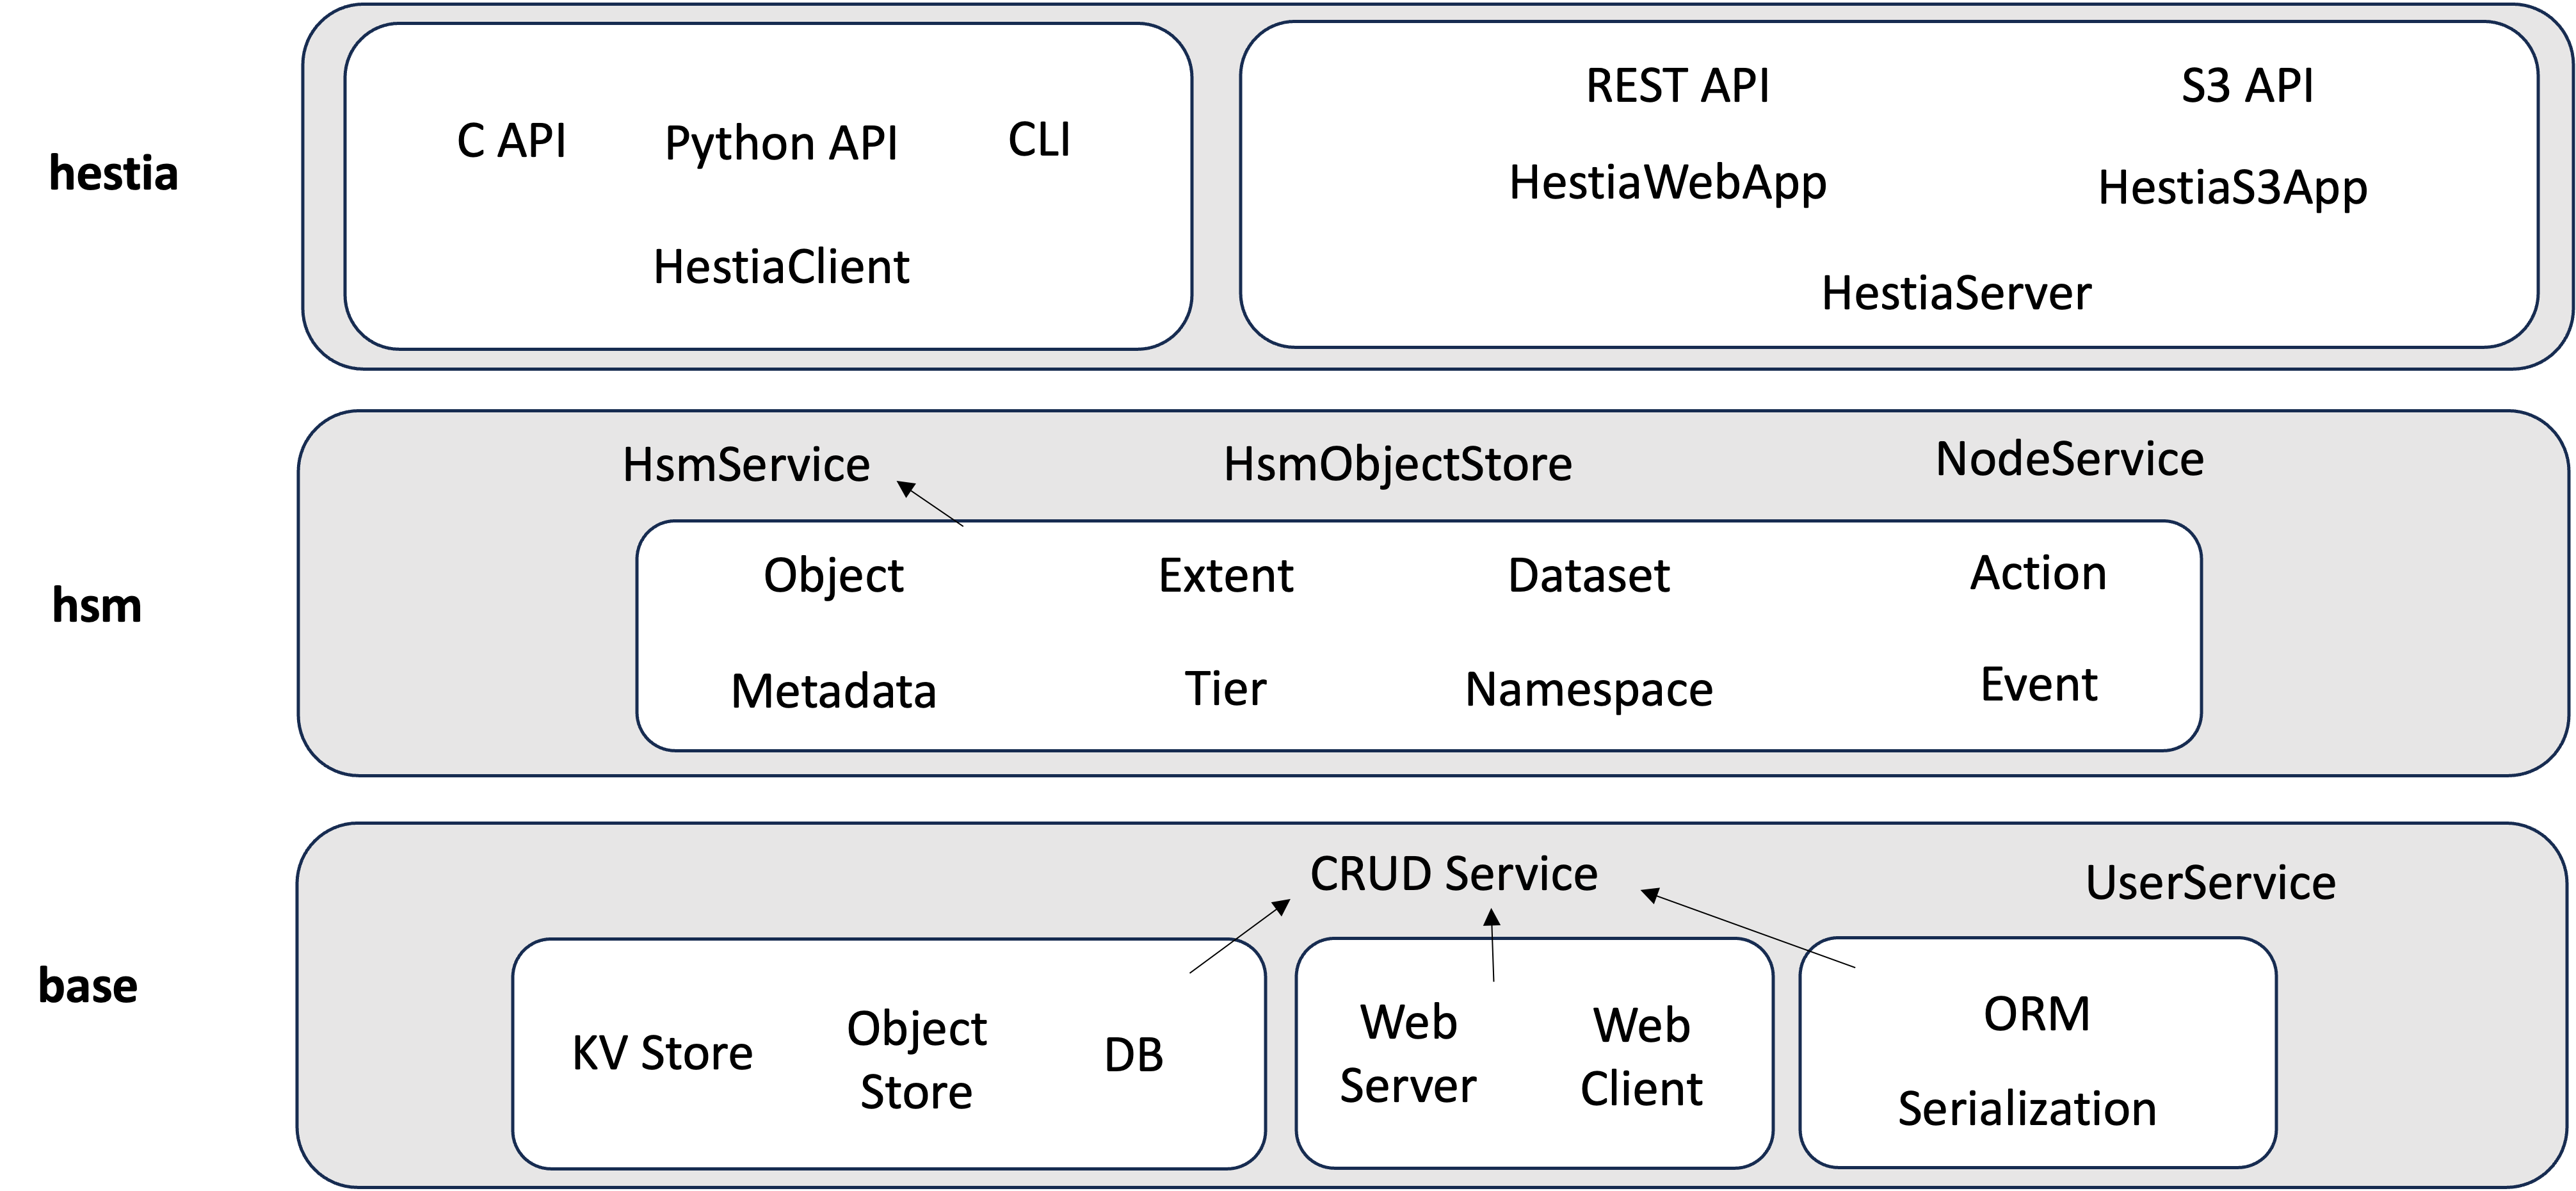 hestia
C API
Python API
CLI
HestiaClient
REST API
S3 API
HestiaWebApp
HestiaS3App
HestiaServer
hsm
HsmService
HsmObjectStore
NodeService
Object
Extent
Dataset
Action
Metadata
Tier
Namespace
Event
base
CRUD Service
UserService
KV Store
Object
Store
DB
Web
Server
Web
Client
ORM
Serialization